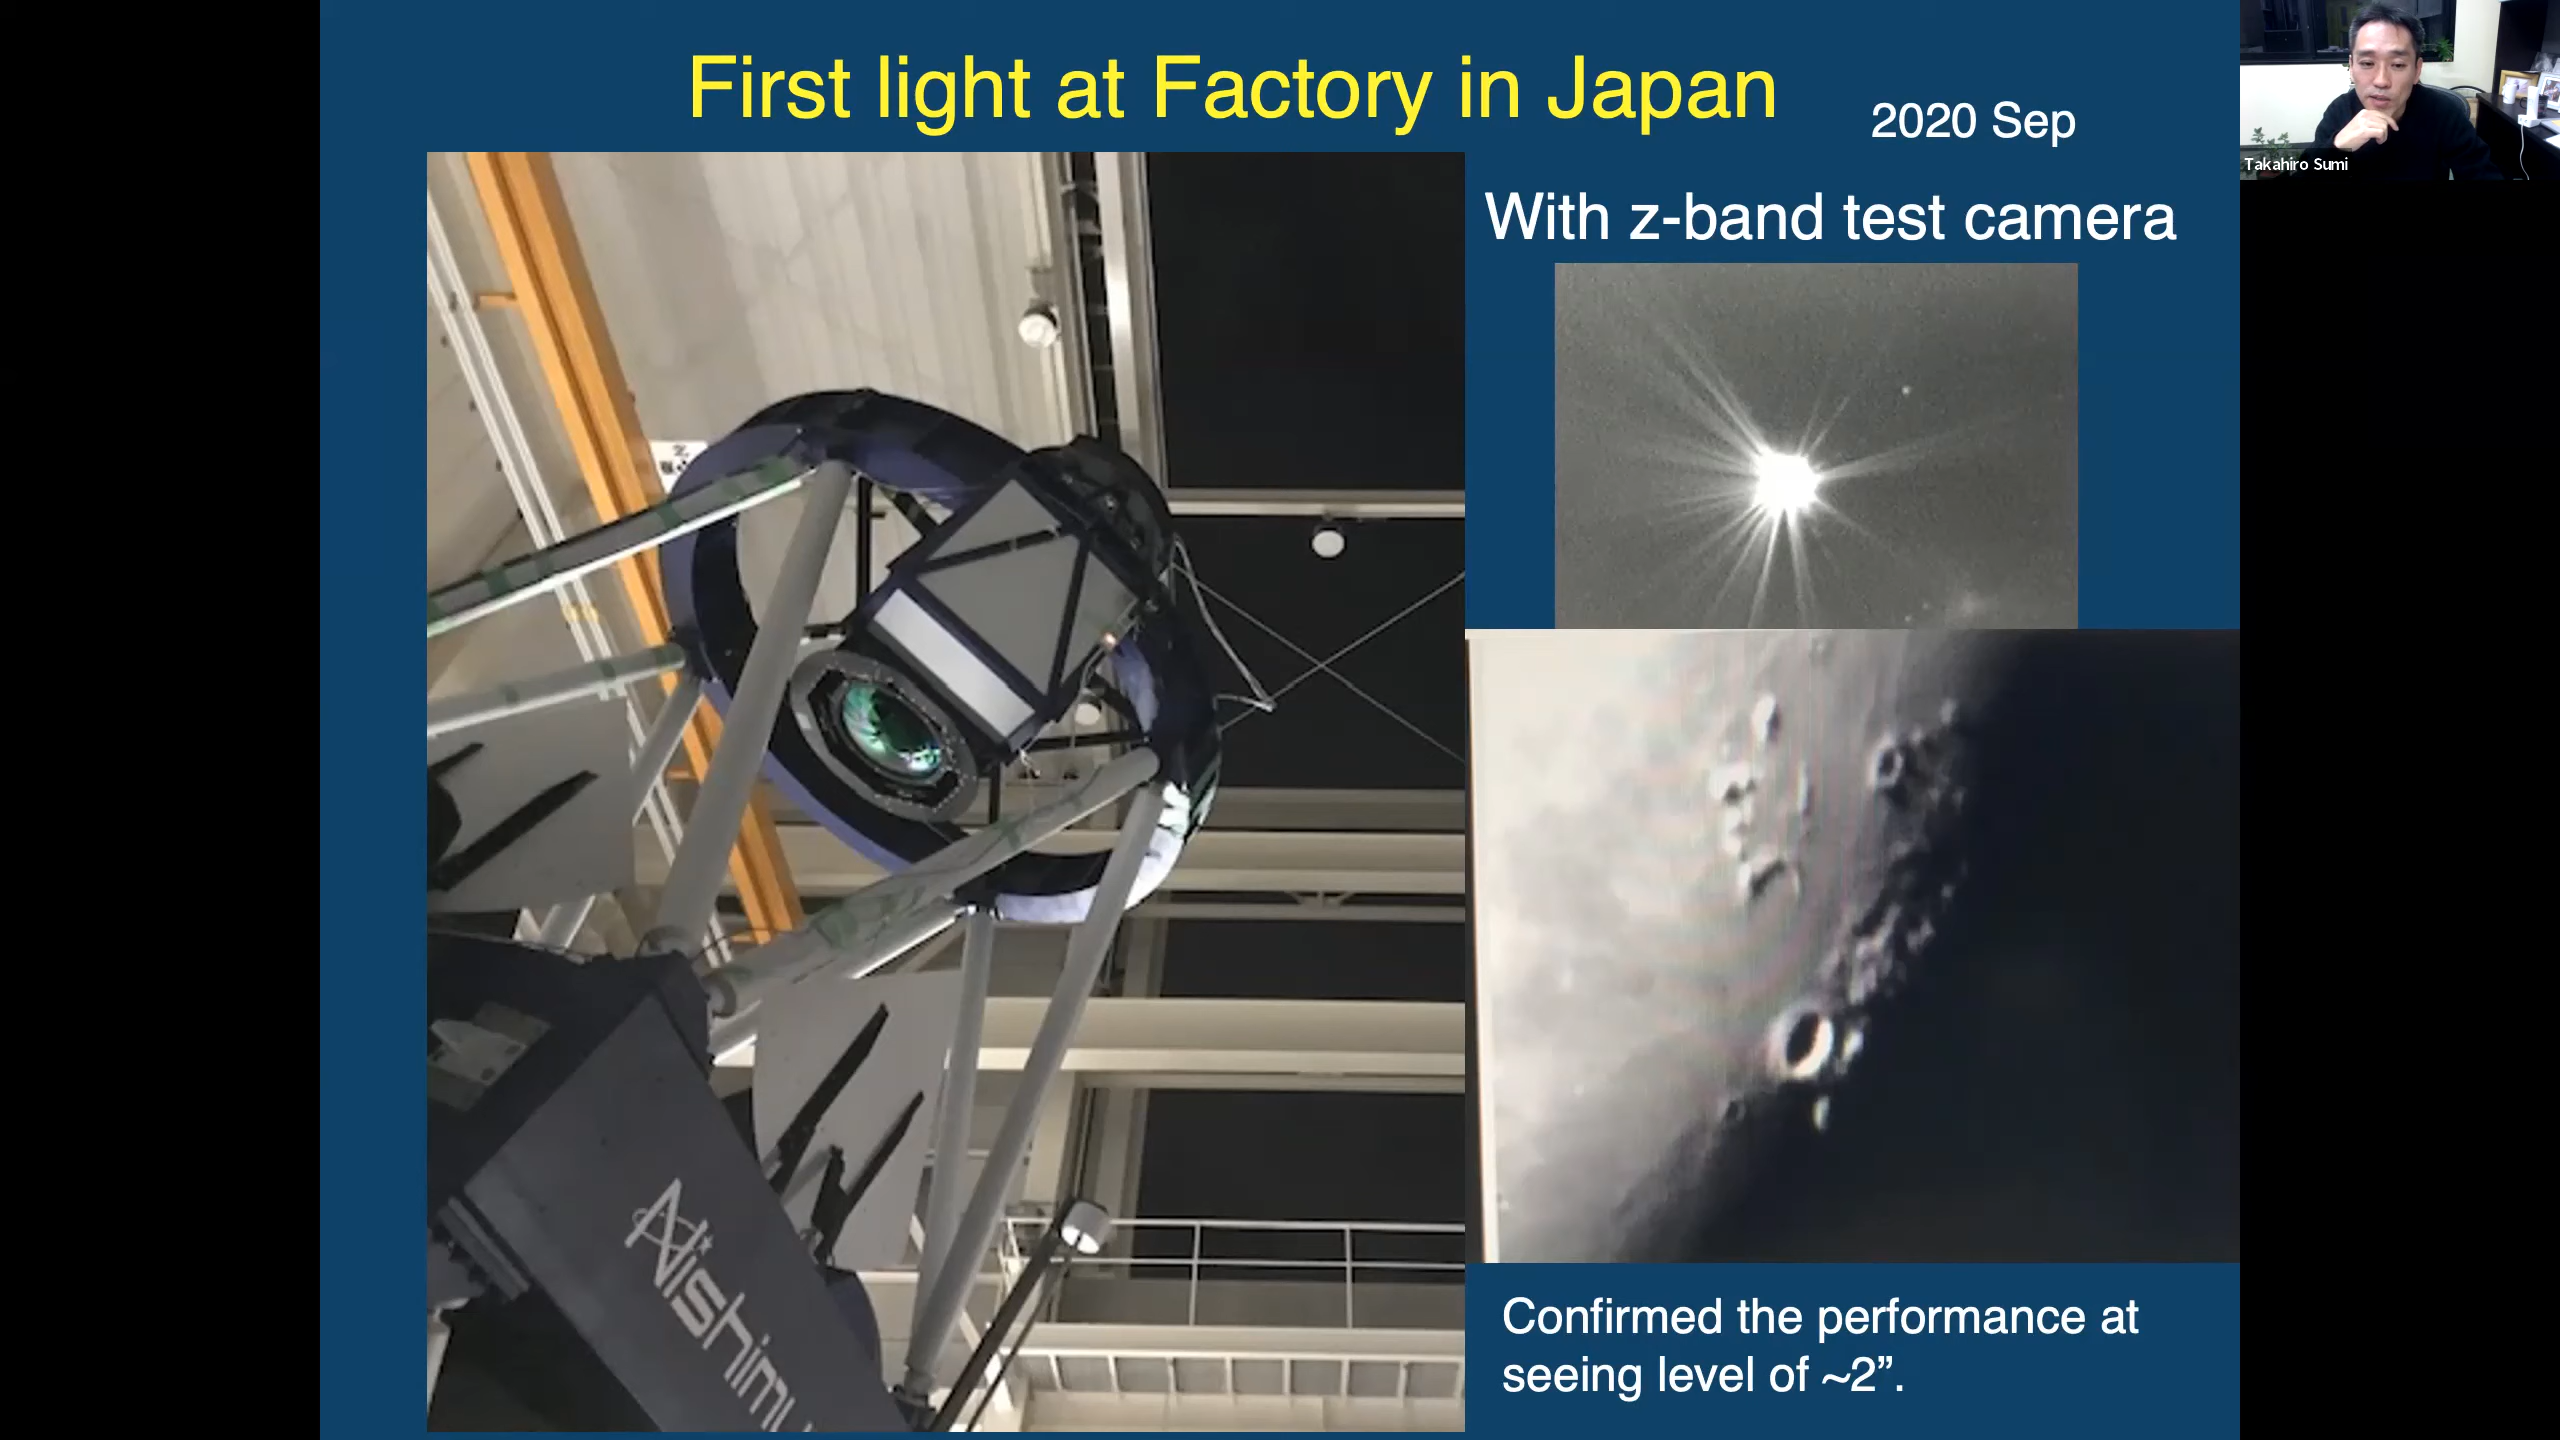 First light at Factory in Japan
2020 Sep
Takahiro Sumi
With z-band test camera
Nishimu
Confirmed the performance at
seeing level of ~2”.